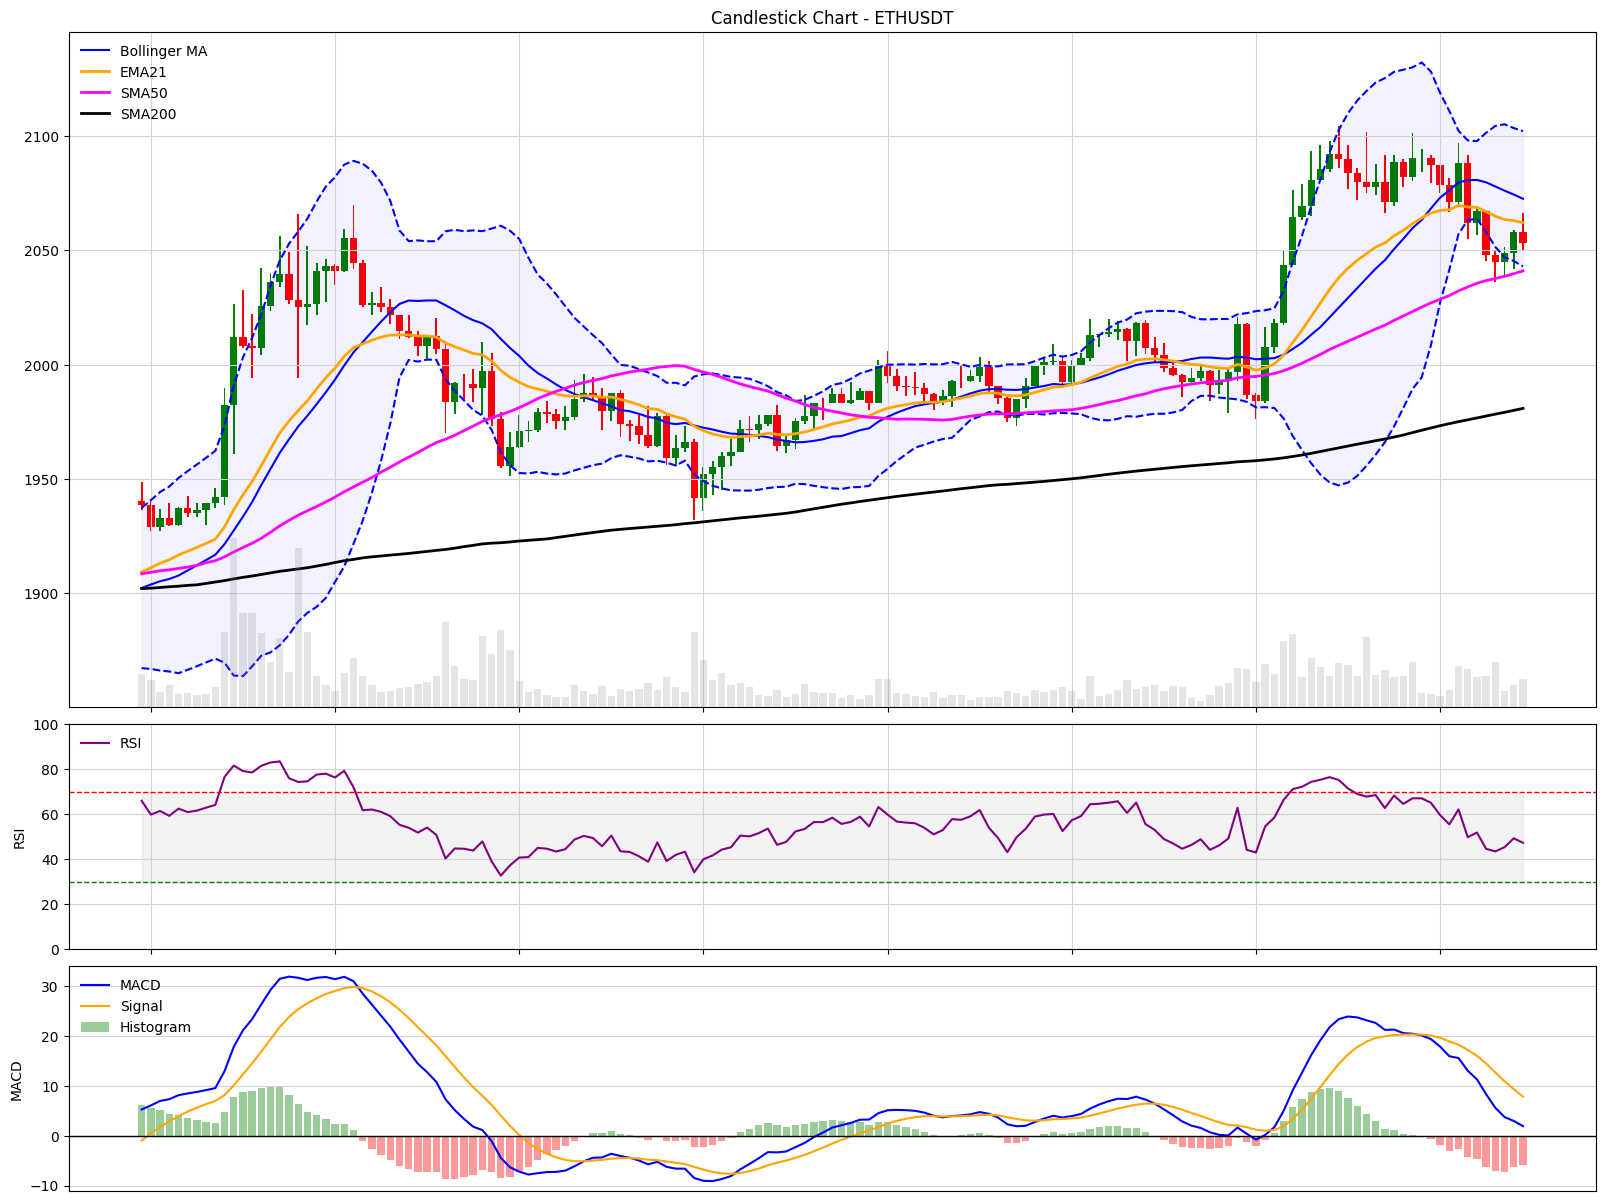 Candlestick Chart - ETHUSDT
Bollinger MA
EMA21
SMA50
SMA200
2100
2050
2000
1950
1900
100
80
60
40
20
0
RSI
RSI
30
20
10
0
−10
MACD
MACD
Signal
Histogram